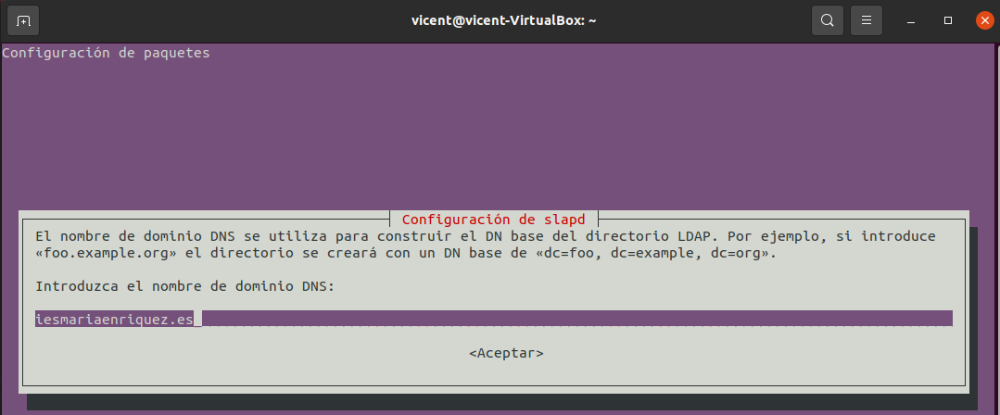 vicent@vicent-VirtualBox: ~
Configuración de paquetes
Configuración de slapd
El nombre de dominio DNS se utiliza para construir el DN base del directorio LDAP. Por ejemplo, si introduce
«foo.example.org» el directorio se creará con un DN base de «dc=foo, dc=example, dc=org».
Introduzca el nombre de dominio DNS:
iesmariaenriquez.es
<Aceptar>